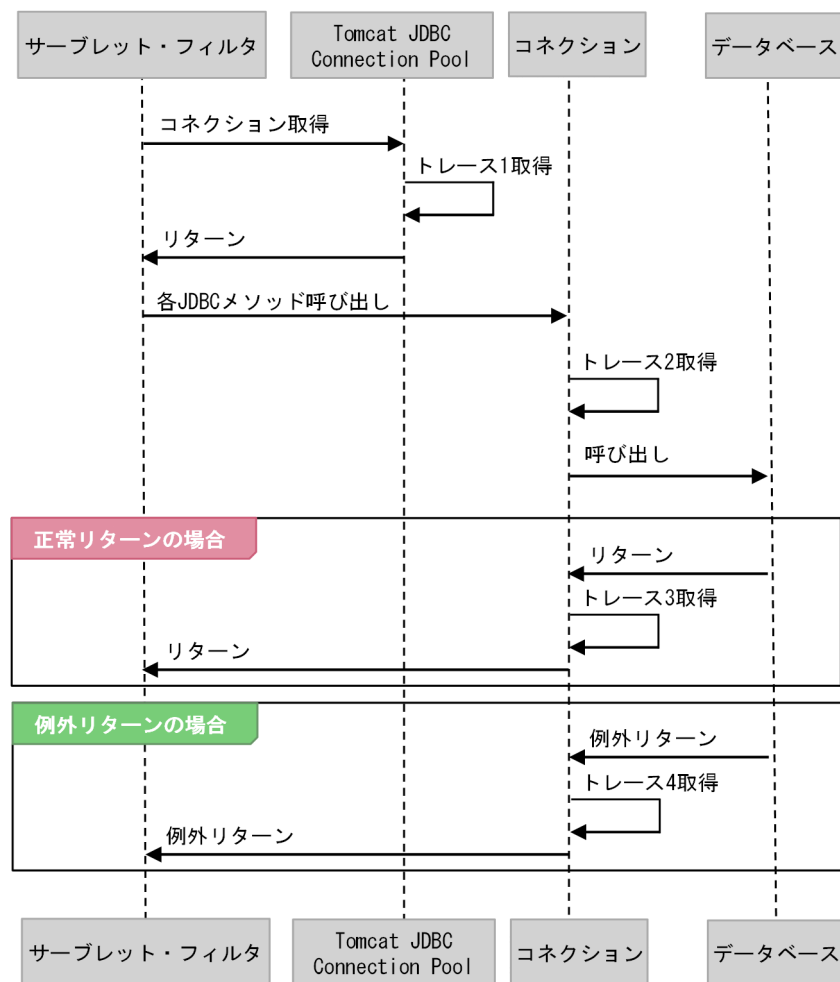 サーブレット・フィルタ
Tomcat JDBC
Connection Pool
コネクション
データベース
コネクション取得
トレース1取得
リターン
各JDBCメソッド呼び出し
トレース2取得
呼び出し
正常リターンの場合
リターン
トレース3取得
リターン
例外リターンの場合
例外リターン
トレース4取得
例外リターン
サーブレット・フィルタ
Tomcat JDBC
Connection Pool
コネクション
データベース